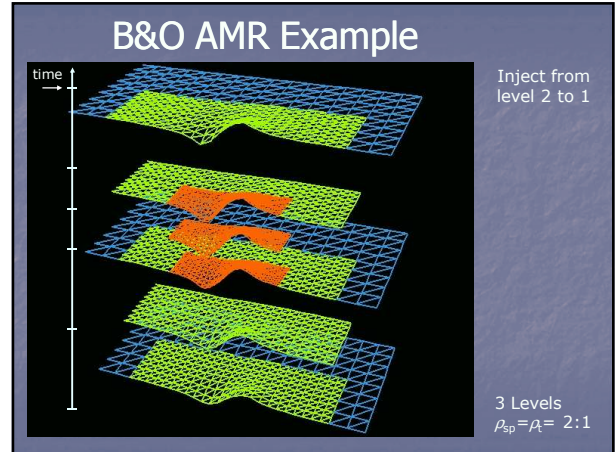 B&O AMR Example
time
Inject from
level 2 to 1
3 Levels
ρsp=ρt= 2:1